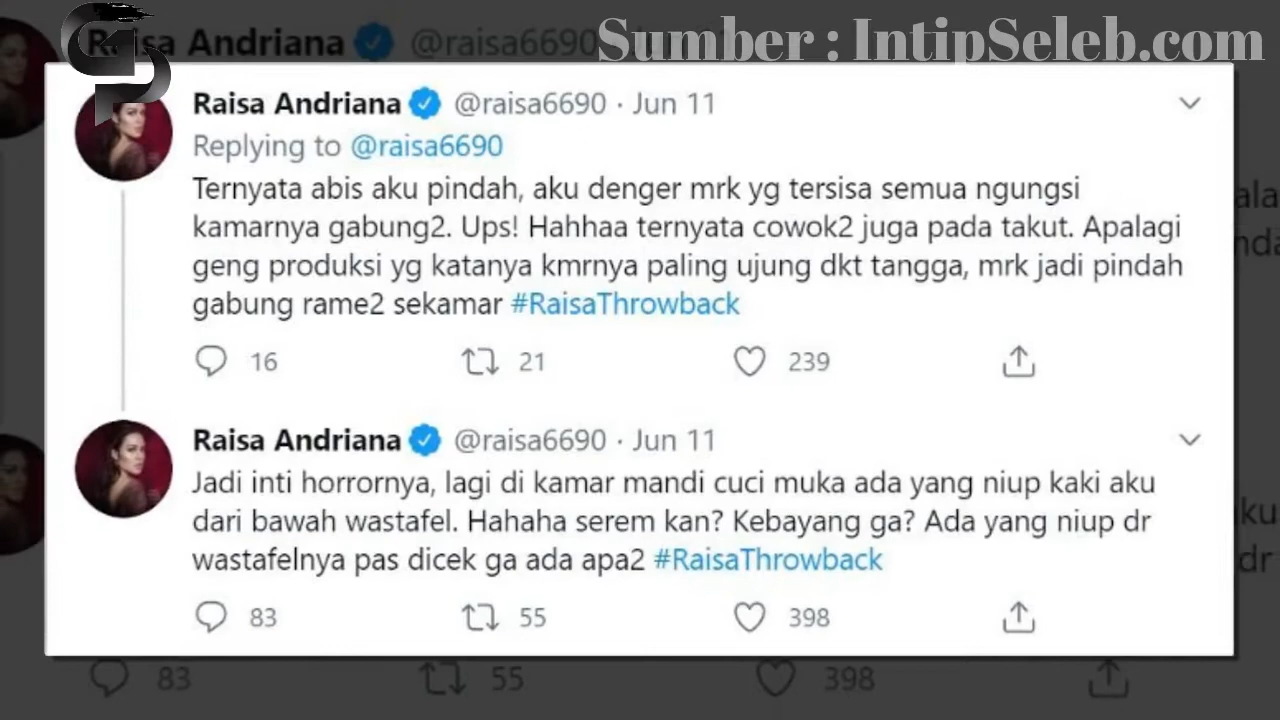 Raisa Andriana @raisa6690
Sumber : IntipSeleb.com
Raisa Andriana @raisa6690 · Jun 11
Replying to @raisa6690
Ternyata abis aku pindah, aku denger mrk yg tersisa semua ngungsi
kamarnya gabung2. Ups! Hahhaa ternyata cowok2 juga pada takut. Apalagi
geng produksi yg katanya kmrnya paling ujung dkt tangga, mrk jadi pindah
gabung rame2 sekamar #RaisaThrowback
16 21 239
Raisa Andriana @raisa6690 · Jun 11
Jadi inti horrornya, lagi di kamar mandi cuci muka ada yang niup kaki aku
dari bawah wastafel. Hahaha serem kan? Kebayang ga? Ada yang niup dr
wastafelnya pas dicek ga ada apa2 #RaisaThrowback
83 55 398
aku
dr
83 55 398